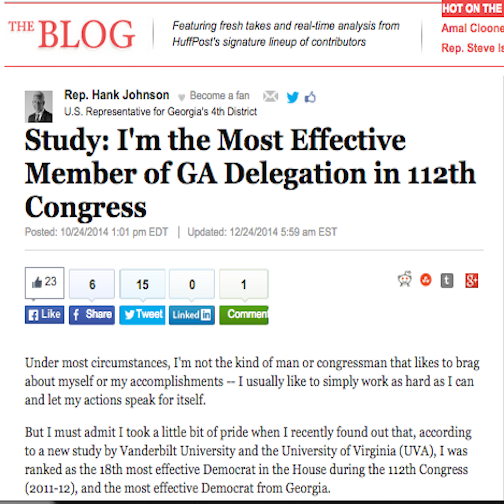 THE BLOG
Featuring fresh takes and real-time analysis from
HuffPost's signature lineup of contributors
HOT ON THE
Amal Cloone
Rep. Steve Is
Rep. Hank Johnson Become a fan
U.S. Representative for Georgia's 4th District
Study: I'm the Most Effective
Member of GA Delegation in 112th
Congress
Posted: 10/24/2014 1:01 pm EDT | Updated: 12/24/2014 5:59 am EST
23 6 15 0 1
Like Share Tweet Linked in Comment
Under most circumstances, I'm not the kind of man or congressman that likes to brag
about myself or my accomplishments -- I usually like to simply work as hard as I can
and let my actions speak for itself.
But I must admit I took a little bit of pride when I recently found out that, according
to a new study by Vanderbilt University and the University of Virginia (UVA), I was
ranked as the 18th most effective Democrat in the House during the 112th Congress
(2011-12), and the most effective Democrat from Georgia.